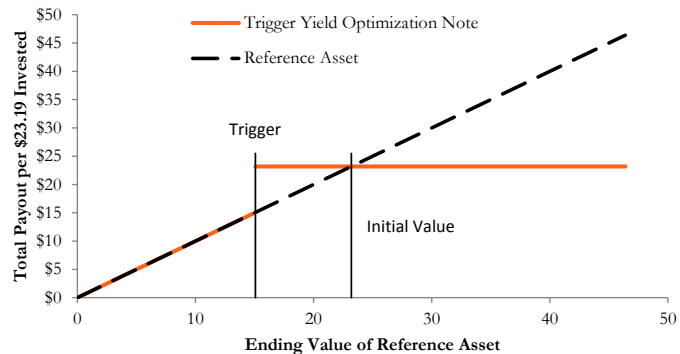 $50
$45
$40
$35
$30
$25
$20
$15
$10
$5
$0
Total Payout per $23.19 Invested
Trigger Yield Optimization Note
Reference Asset
Trigger
Initial Value
0
10
20
30
40
50
Ending Value of Reference Asset